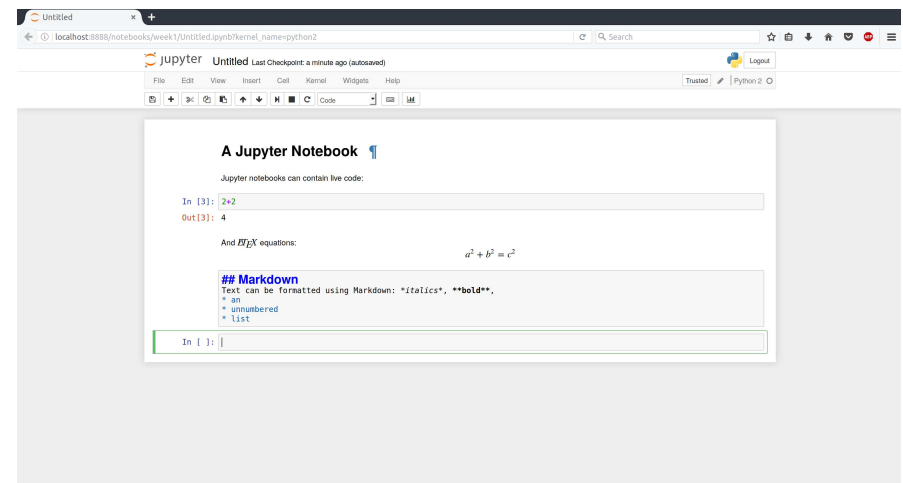 Untitled
localhost:8888/notebooks/week1/Untitled.ipynb?kernel_name=python2
Search
jupyter Untitled Last Checkpoint: a minute ago (autosaved)
Logout
File Edit View Insert Cell Kernel Widgets Help
Trusted
Python 2
Code
A Jupyter Notebook ¶
Jupyter notebooks can contain live code:
In [3]: 2+2
Out[3]: 4
And LATEX equations:
a² + b² = c²
## Markdown
Text can be formatted using Markdown: *italics*, **bold**,
* an
* unnumbered
* list
In [ ]: